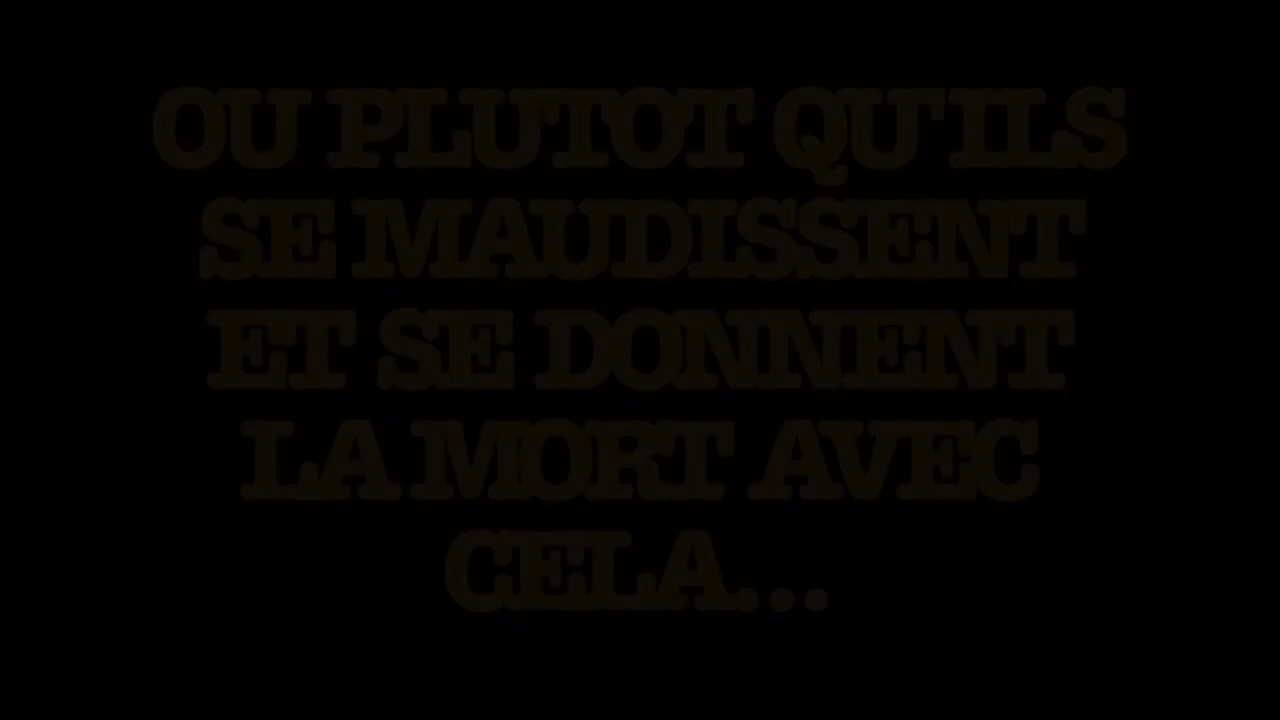 OU PLUTOT QU'ILS
SE MAUDISSENT
ET SE DONNENT
LA MORT AVEC
CELA...